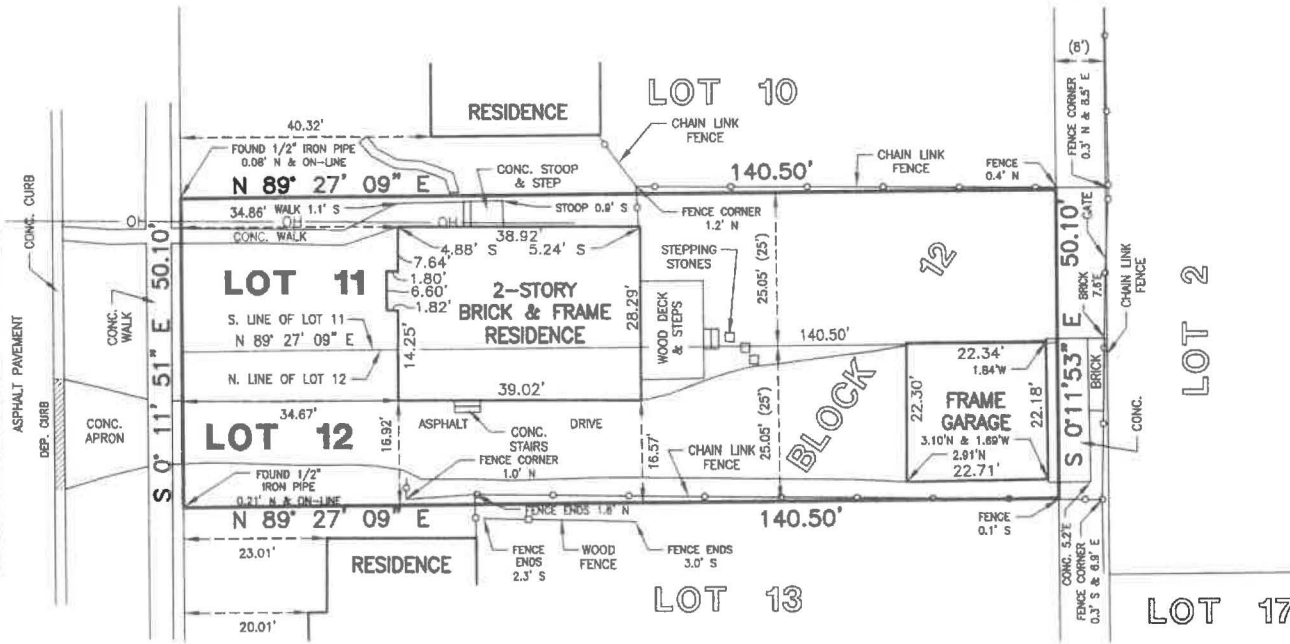 (8')
LOT 10
RESIDENCE
CHAIN LINK
FENCE
FENCE CORNER
0.3' N & 8.5' E
40.32'
FOUND 1/2" IRON PIPE
0.08' N & ON-LINE
CONC. STOOP
& STEP
140.50'
CHAIN LINK
FENCE
FENCE
0.4' N
N 89° 27' 09" E
34.86'
WALK 1.1' S
STOOP 0.9' S
FENCE CORNER
1.2' N
GATE
CONC. CURB
OH
OH
OH
CONC. WALK
38.92'
4.88' S
5.24' S
STEPPING
STONES
12
50.10'
50.10'
7.64'
1.80'
6.60'
1.82'
LOT 11
2-STORY
BRICK & FRAME
RESIDENCE
28.29'
WOOD DECK
& STEPS
25.05' (25')
BRICK
7.6'E
CHAIN LINK
FENCE
LOT 2
CONC.
WALK
S. LINE OF LOT 11
N 89° 27' 09" E
N. LINE OF LOT 12
14.25'
140.50'
ASPHALT PAVEMENT
DEP. CURB
CONC.
APRON
S 0° 11' 51" E
34.67'
39.02'
22.34'
1.84'W
22.30'
22.18'
FRAME
GARAGE
3.10'N & 1.69'W
2.91'N
22.71'
BRICK
CONC.
S 0°11'53" E
LOT 12
16.92'
ASPHALT
DRIVE
CONC.
STAIRS
16.57'
CHAIN LINK
FENCE
25.05' (25')
BLOCK
FENCE CORNER
1.0' N
FOUND 1/2"
IRON PIPE
0.21' N & ON-LINE
FENCE ENDS 1.8' N
N 89° 27' 09" E
140.50'
FENCE
0.1' S
23.01'
RESIDENCE
FENCE
ENDS
2.3' S
WOOD
FENCE
FENCE ENDS
3.0' S
CONC. 5.2'E
FENCE CORNER
0.3' S & 6.9' E
20.01'
LOT 13
LOT 17